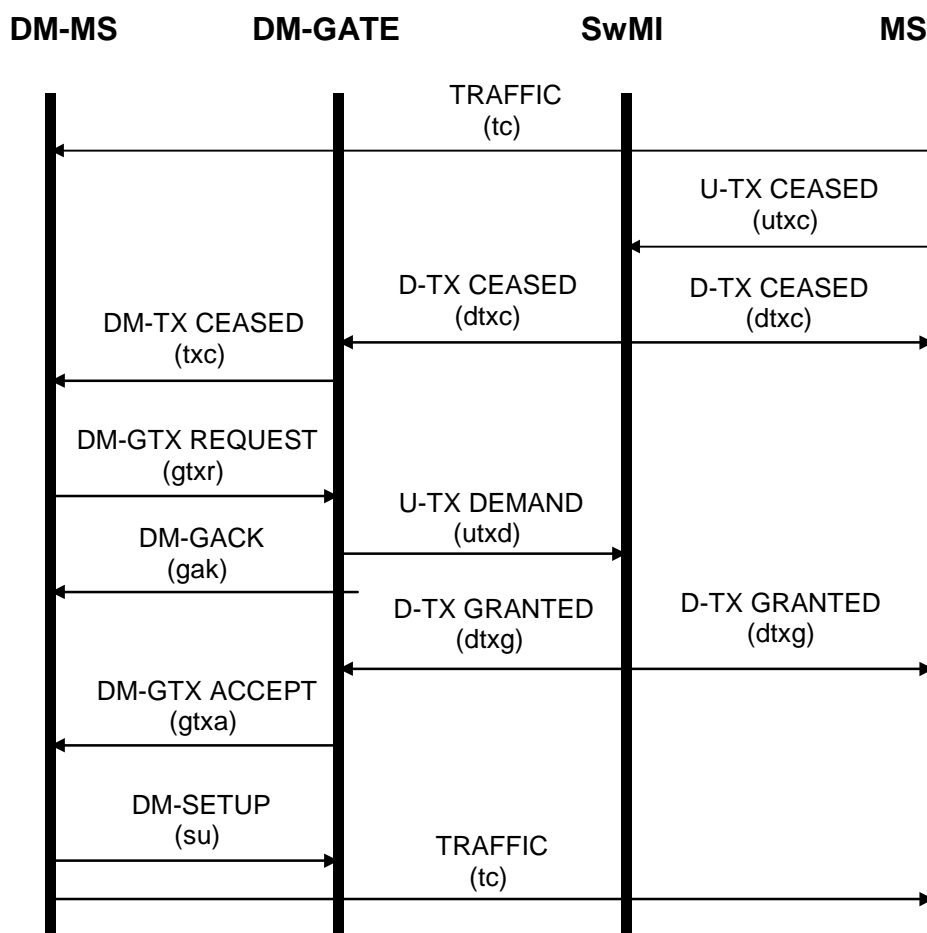 DM-MS DM-GATE SwMI MS
TRAFFIC
(tc)
U-TX CEASED
(utxc)
D-TX CEASED
(dtxc)
D-TX CEASED
(dtxc)
DM-TX CEASED
(txc)
DM-GTX REQUEST
(gtxr)
U-TX DEMAND
(utxd)
DM-GACK
(gak)
D-TX GRANTED
(dtxg)
D-TX GRANTED
(dtxg)
DM-GTX ACCEPT
(gtxa)
DM-SETUP
(su)
TRAFFIC
(tc)